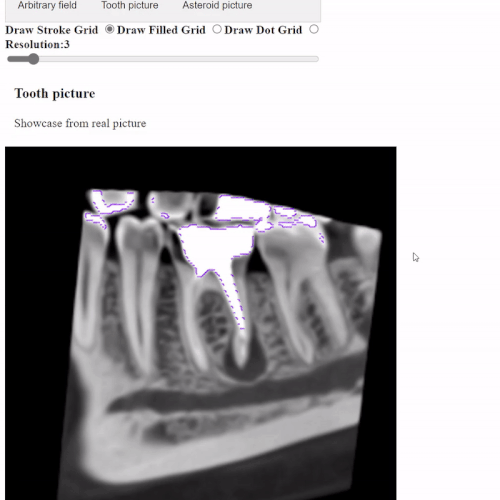 Arbitrary field Tooth picture Asteroid picture
Draw Stroke Grid Draw Filled Grid Draw Dot Grid
Resolution:3
Tooth picture
Showcase from real picture